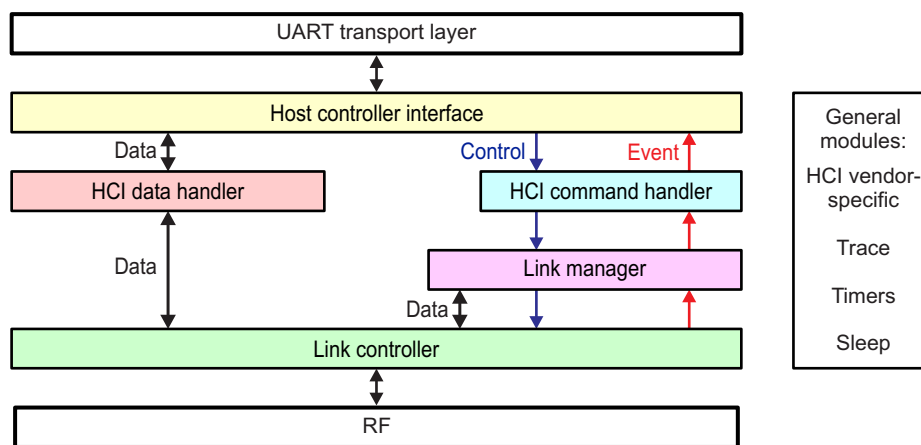 UART transport layer
Host controller interface
Data
Control
Event
HCI data handler
HCI command handler
Data
Link manager
Data
Link controller
RF
General
modules:
HCI vendor-
specific
Trace
Timers
Sleep